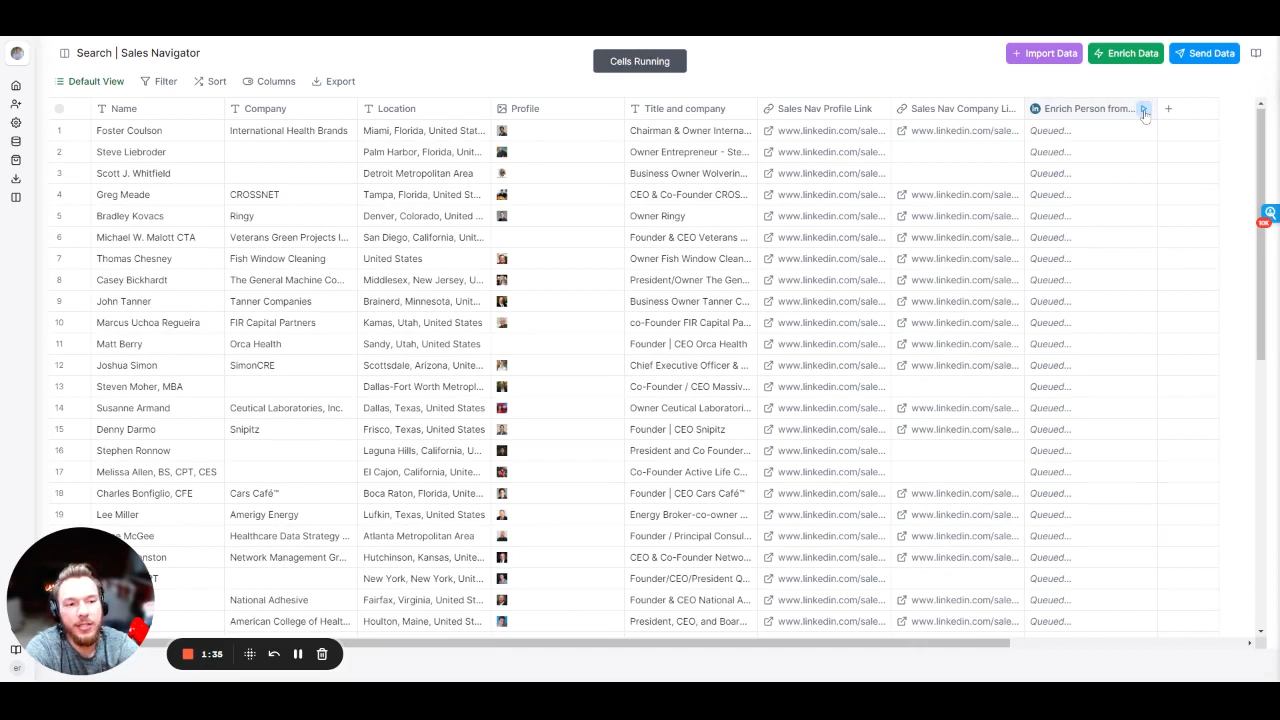 Search | Sales Navigator
Cells Running
Import Data
Enrich Data
Send Data
Default View
Filter
Sort
Columns
Export
Name Company Location Profile Title and company Sales Nav Profile Link Sales Nav Company Li... Enrich Person from...
1 Foster Coulson International Health Brands Miami, Florida, United Stat... Chairman & Owner Interna... www.linkedin.com/sale... www.linkedin.com/sale... Queued...
2 Steve Liebroder Palm Harbor, Florida, Unit... Owner Entrepreneur - Ste... www.linkedin.com/sale... Queued...
3 Scott J. Whitfield Detroit Metropolitan Area Business Owner Wolverin... www.linkedin.com/sale... Queued...
4 Greg Meade CROSSNET Tampa, Florida, United St... CEO & Co-Founder CROS... www.linkedin.com/sale... www.linkedin.com/sale... Queued...
5 Bradley Kovacs Ringy Denver, Colorado, United ... Owner Ringy www.linkedin.com/sale... www.linkedin.com/sale... Queued...
6 Michael W. Malott CTA Veterans Green Projects I... San Diego, California, Unit... Founder & CEO Veterans ... www.linkedin.com/sale... www.linkedin.com/sale... Queued...
7 Thomas Chesney Fish Window Cleaning United States Owner Fish Window Clean... www.linkedin.com/sale... www.linkedin.com/sale... Queued...
8 Casey Bickhardt The General Machine Co... Middlesex, New Jersey, U... President/Owner The Gen... www.linkedin.com/sale... www.linkedin.com/sale... Queued...
9 John Tanner Tanner Companies Brainerd, Minnesota, Unit... Business Owner Tanner C... www.linkedin.com/sale... www.linkedin.com/sale... Queued...
10 Marcus Uchoa Regueira FIR Capital Partners Kamas, Utah, United States co-Founder FIR Capital Pa... www.linkedin.com/sale... www.linkedin.com/sale... Queued...
11 Matt Berry Orca Health Sandy, Utah, United States Founder | CEO Orca Health www.linkedin.com/sale... www.linkedin.com/sale... Queued...
12 Joshua Simon SimonCRE Scottsdale, Arizona, Unite... Chief Executive Officer & ... www.linkedin.com/sale... www.linkedin.com/sale... Queued...
13 Steven Moher, MBA Dallas-Fort Worth Metropl... Co-Founder / CEO Massiv... www.linkedin.com/sale... Queued...
14 Susanne Armand Ceutical Laboratories, Inc. Dallas, Texas, United States Owner Ceutical Laboratori... www.linkedin.com/sale... www.linkedin.com/sale... Queued...
15 Denny Darmo Snipitz Frisco, Texas, United States Founder | CEO Snipitz www.linkedin.com/sale... www.linkedin.com/sale... Queued...
16 Stephen Ronnow Laguna Hills, California, U... President and Co Founder... www.linkedin.com/sale... Queued...
17 Melissa Allen, BS, CPT, CES El Cajon, California, Unite... Co-Founder Active Life C... www.linkedin.com/sale... Queued...
18 Charles Bonfiglio, CFE Cars Café™ Boca Raton, Florida, Unite... Founder | CEO Cars Café™ www.linkedin.com/sale... www.linkedin.com/sale... Queued...
19 Lee Miller Amerigy Energy Lufkin, Texas, United States Energy Broker-co-owner ... www.linkedin.com/sale... www.linkedin.com/sale... Queued...
McGee Healthcare Data Strategy ... Atlanta Metropolitan Area Founder / Principal Consul... www.linkedin.com/sale... www.linkedin.com/sale... Queued...
Network Management Gr... Hutchinson, Kansas, Unite... CEO & Co-Founder Netwo... www.linkedin.com/sale... www.linkedin.com/sale... Queued...
New York, New York, Unit... Founder/CEO/President Q... www.linkedin.com/sale... Queued...
National Adhesive Fairfax, Virginia, United St... Founder & CEO National A... www.linkedin.com/sale... www.linkedin.com/sale... Queued...
American College of Healt... Houlton, Maine, United St... President, CEO, and Boar... www.linkedin.com/sale... www.linkedin.com/sale... Queued...
1:38
er
10K